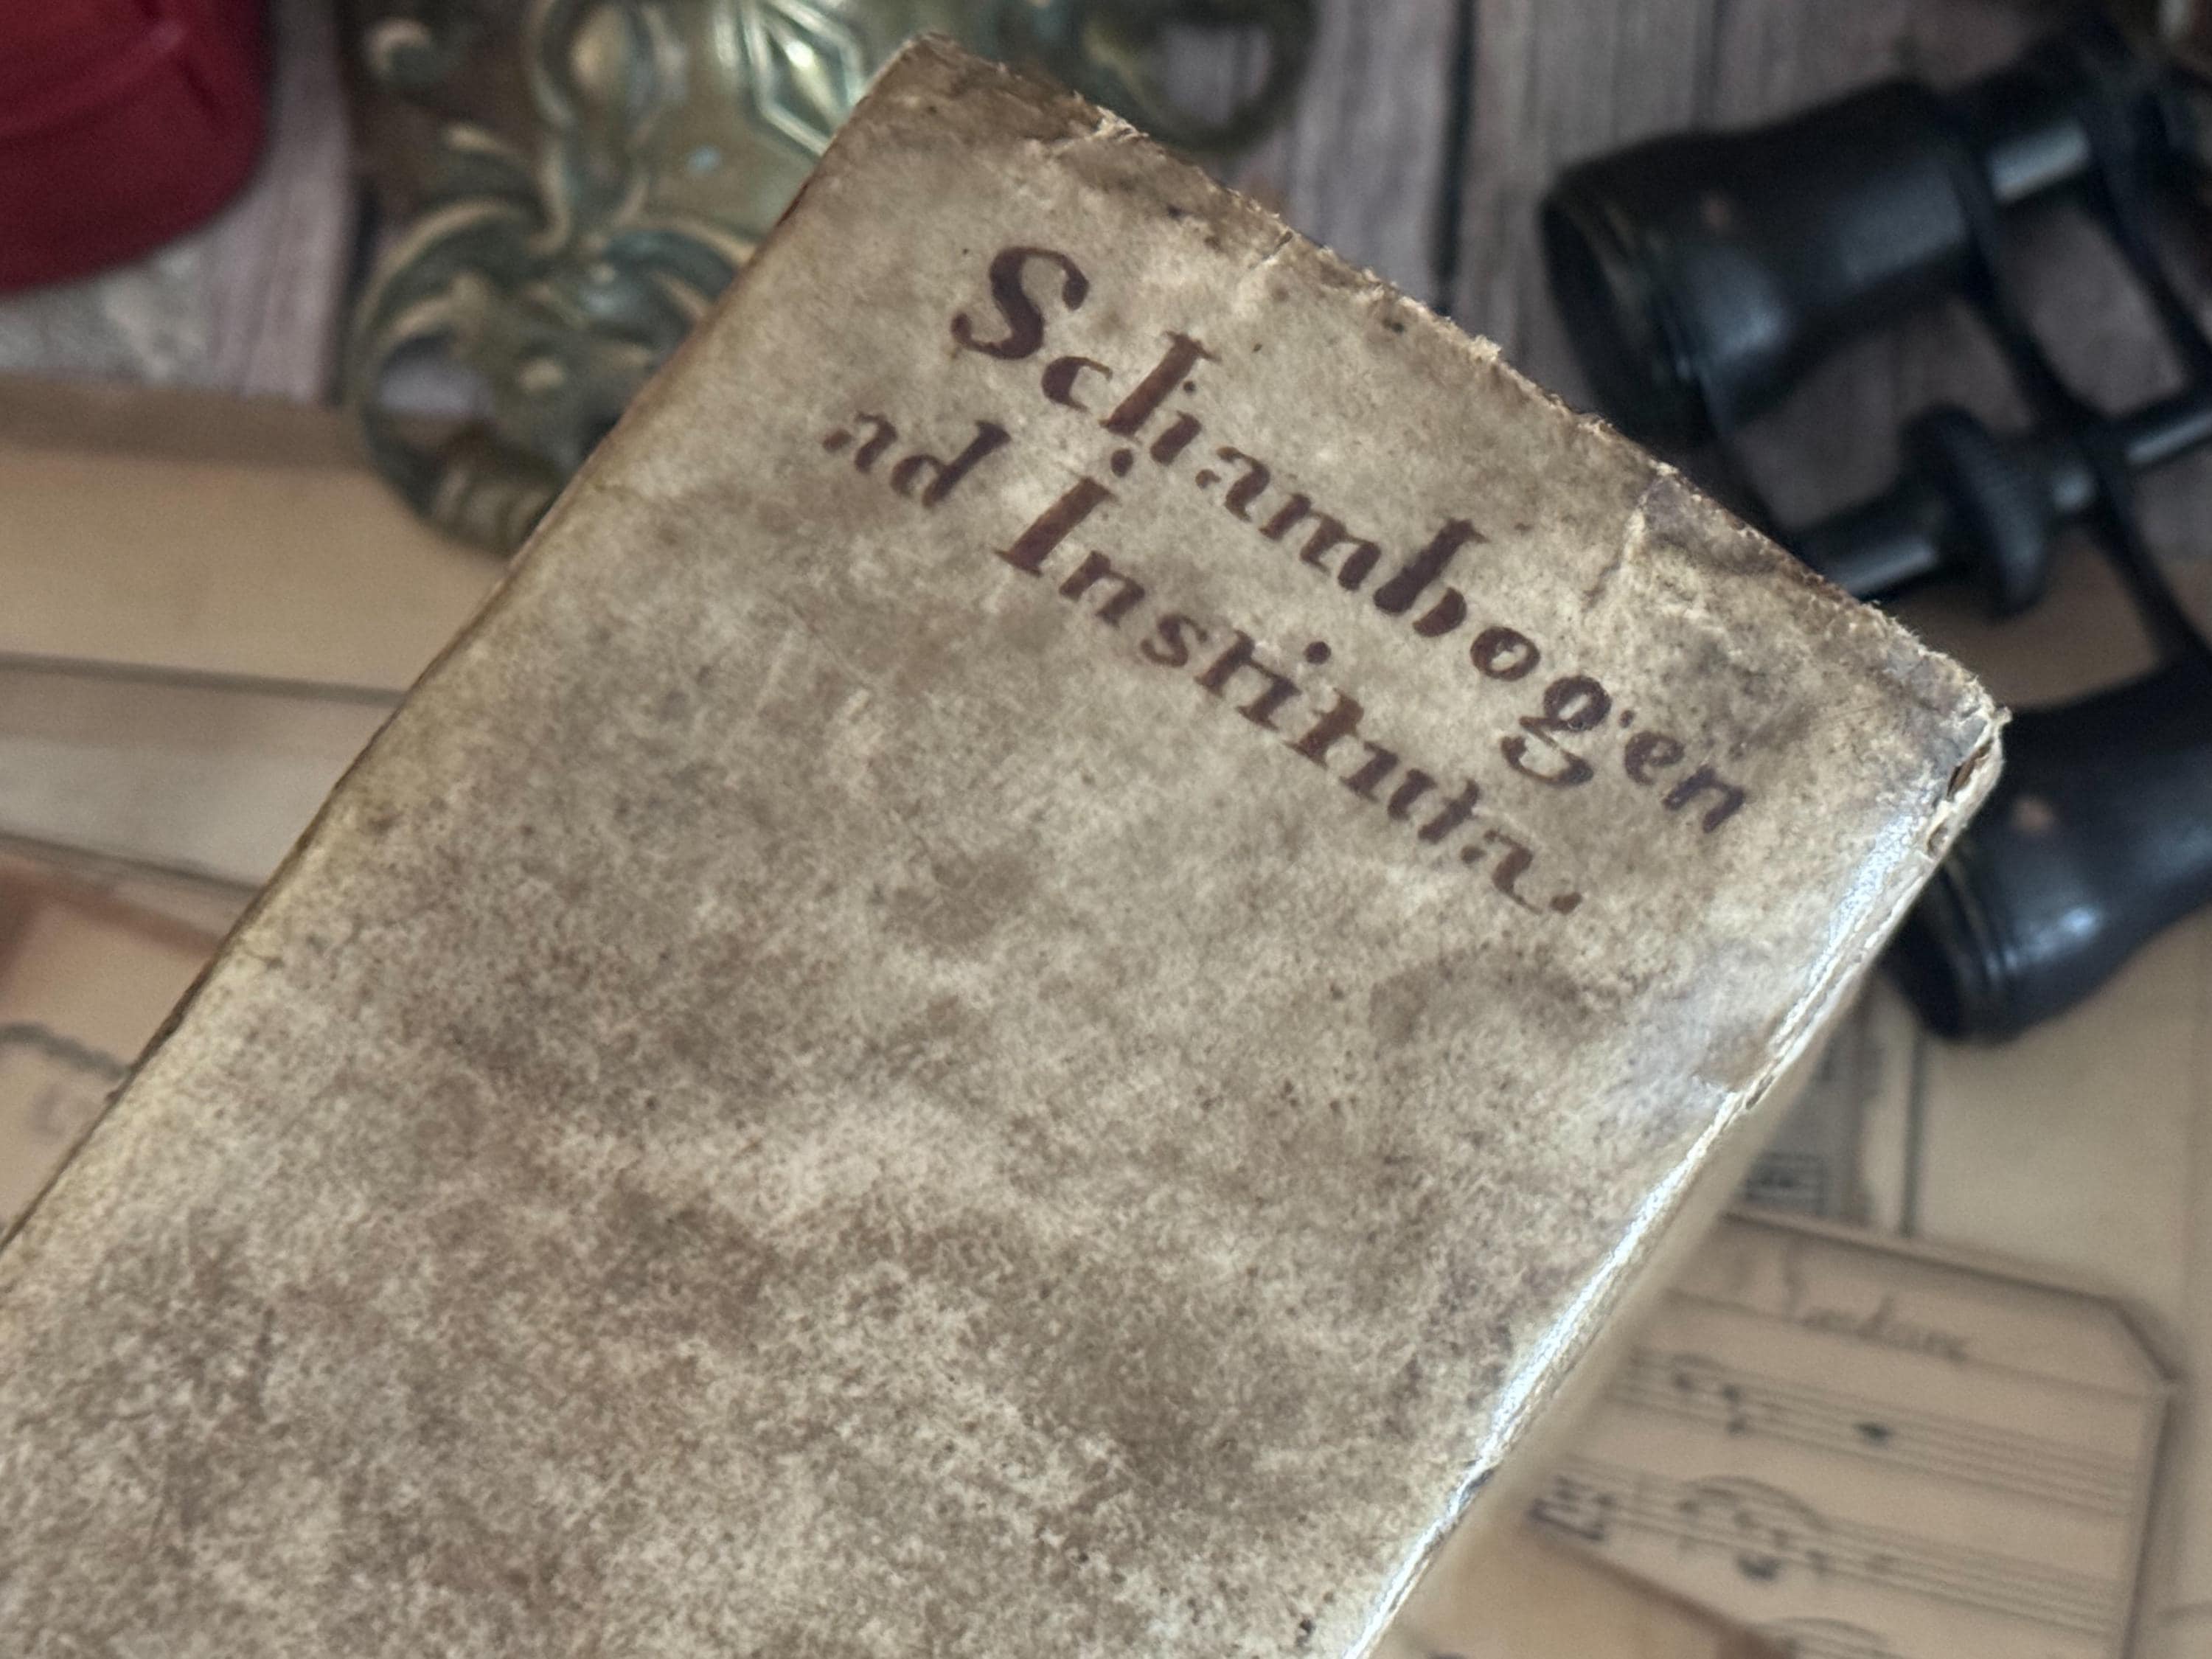 Schambogen
ad Instituta